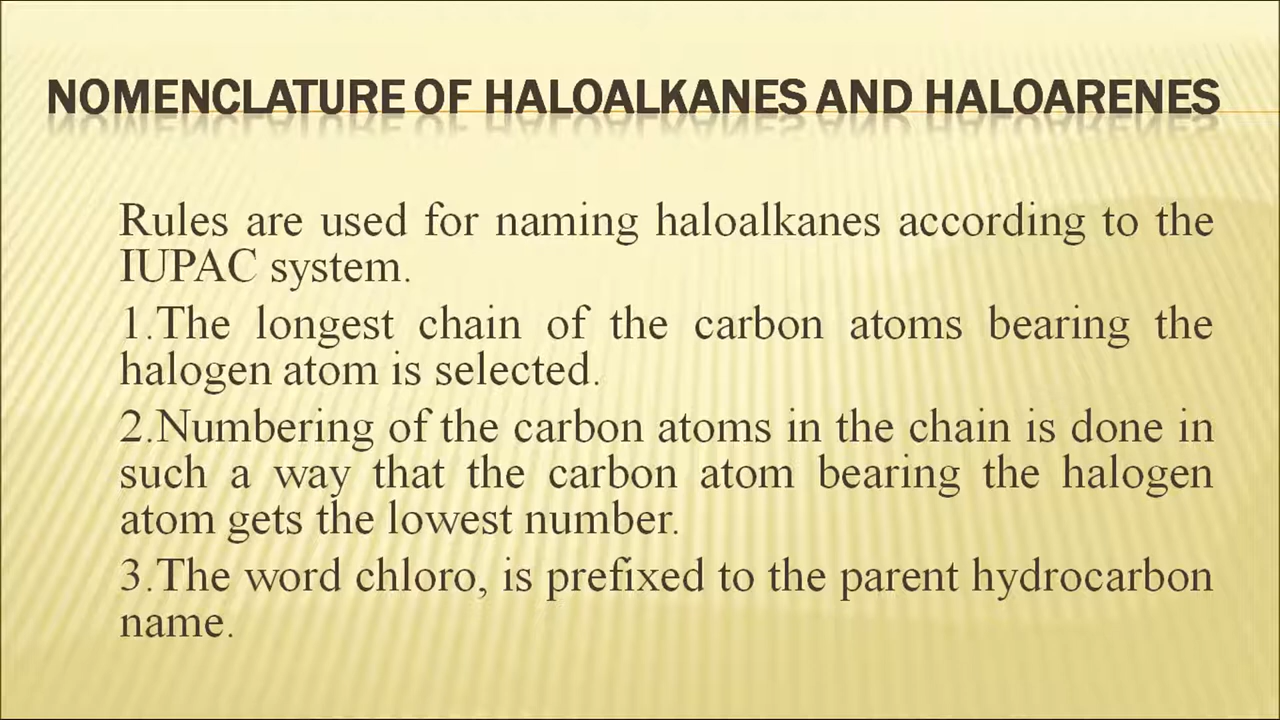 NOMENCLATURE OF HALOALKANES AND HALOARENES
Rules are used for naming haloalkanes according to the
IUPAC system.
1.The longest chain of the carbon atoms bearing the
halogen atom is selected.
2.Numbering of the carbon atoms in the chain is done in
such a way that the carbon atom bearing the halogen
atom gets the lowest number.
3.The word chloro, is prefixed to the parent hydrocarbon
name.